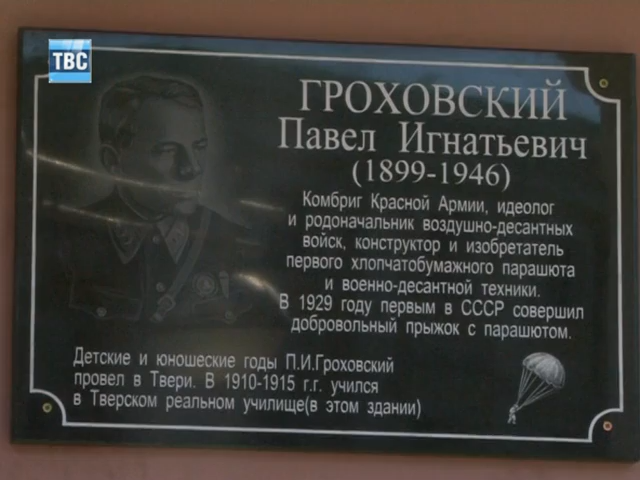 ТВС
ГРОХОВСКИЙ
Павел Игнатьевич
(1899-1946)
Комбриг Красной Армии, идеолог
и родоначальник воздушно-десантных
войск, конструктор и изобретатель
первого хлопчатобумажного парашюта
и военно-десантной техники.
В 1929 году первым в СССР совершил
добровольный прыжок с парашютом.
Детские и юношеские годы П.И.Гроховский
провел в Твери. В 1910-1915 г.г. учился
в Тверском реальном училище(в этом здании)